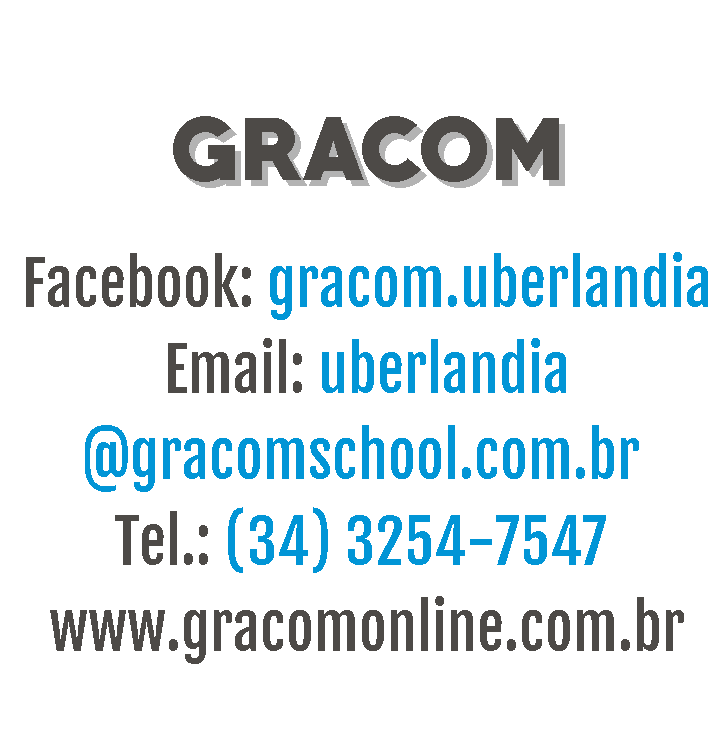 GRACOM
Facebook: gracom.uberlandia
Email: uberlandia
@gracomschool.com.br
Tel.: (34) 3254-7547
www.gracomonline.com.br